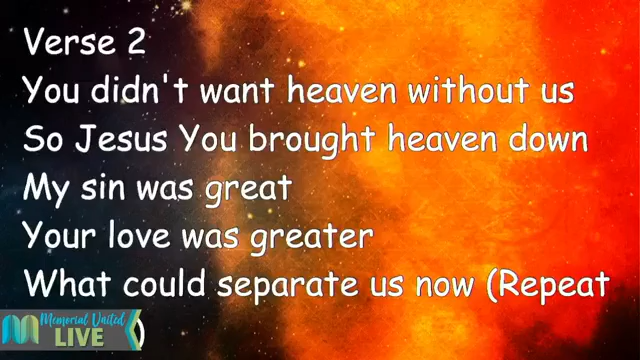 Verse 2
You didn't want heaven without us
So Jesus You brought heaven down
My sin was great
Your love was greater
What could separate us now (Repeat
)
Memorial United
LIVE